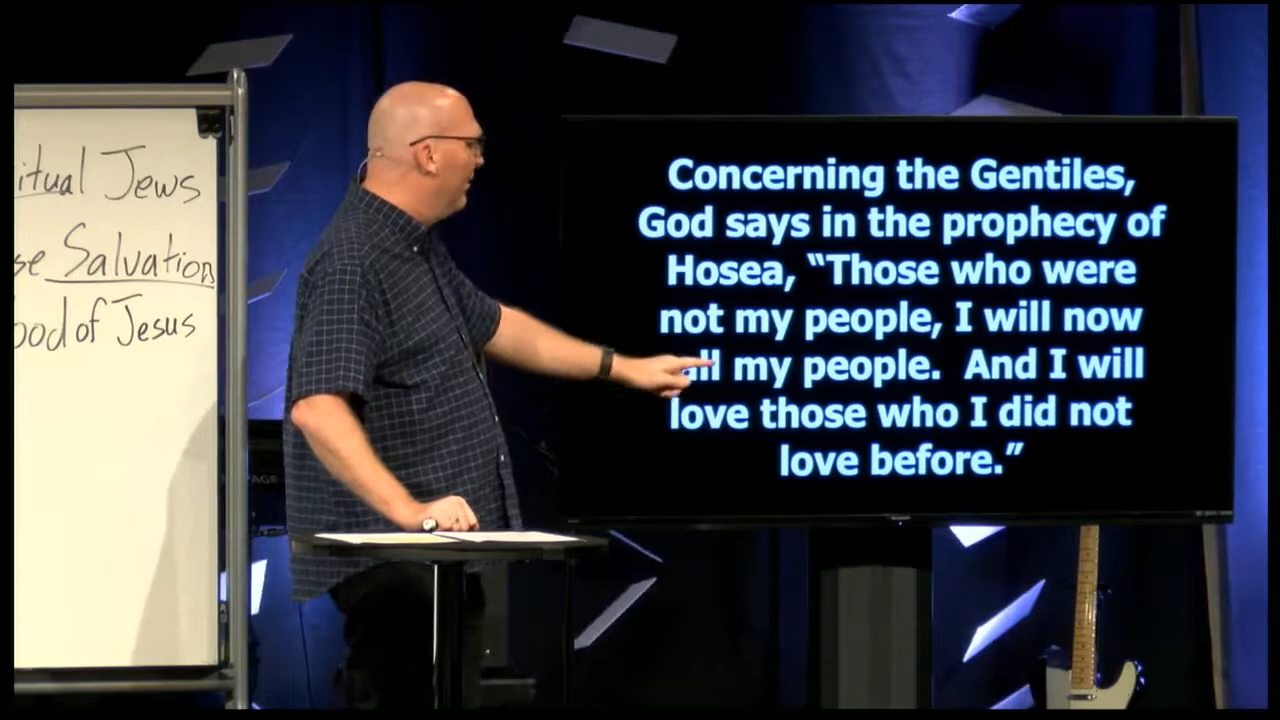 itual Jews
se Salvation
ood of Jesus
Concerning the Gentiles,
God says in the prophecy of
Hosea, “Those who were
not my people, I will now
all my people. And I will
love those who I did not
love before.”